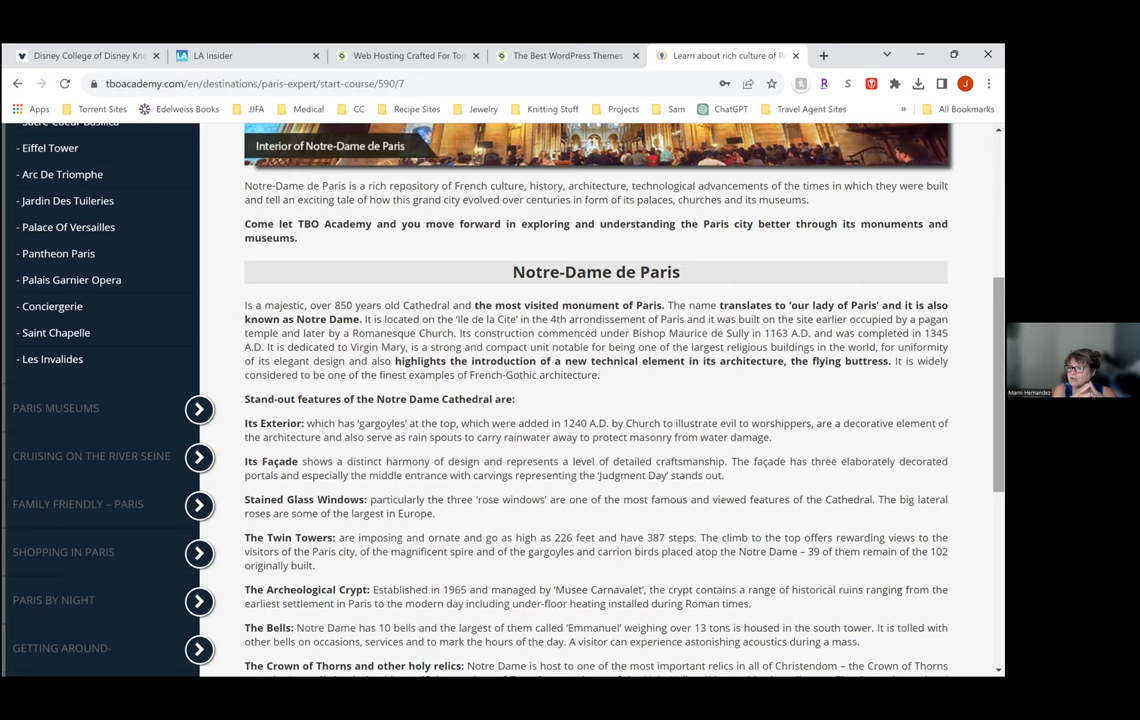 Disney College of Disney Kn
LA Insider
Web Hosting Crafted For Top
The Best WordPress Themes
Learn about rich culture of P
tboacademy.com/en/destinations/paris-expert/start-course/590/7
Apps
Torrent Sites
Edelweiss Books
JJFA
Medical
CC
Recipe Sites
Jewelry
Knitting Stuff
Projects
Sam
ChatGPT
Travel Agent Sites
»
All Bookmarks
- Eiffel Tower
- Arc De Triomphe
- Jardin Des Tuileries
- Palace Of Versailles
- Pantheon Paris
- Palais Garnier Opera
- Conciergerie
- Saint Chapelle
- Les Invalides
PARIS MUSEUMS
CRUISING ON THE RIVER SEINE
FAMILY FRIENDLY – PARIS
SHOPPING IN PARIS
PARIS BY NIGHT
GETTING AROUND-
Interior of Notre-Dame de Paris
Notre-Dame de Paris is a rich repository of French culture, history, architecture, technological advancements of the times in which they were built
and tell an exciting tale of how this grand city evolved over centuries in form of its palaces, churches and its museums.
Come let TBO Academy and you move forward in exploring and understanding the Paris city better through its monuments and
museums.
Notre-Dame de Paris
Is a majestic, over 850 years old Cathedral and the most visited monument of Paris. The name translates to ‘our lady of Paris’ and it is also
known as Notre Dame. It is located on the ‘Ile de la Cite’ in the 4th arrondissement of Paris and it was built on the site earlier occupied by a pagan
temple and later by a Romanesque Church. Its construction commenced under Bishop Maurice de Sully in 1163 A.D. and was completed in 1345
A.D. It is dedicated to Virgin Mary, is a strong and compact unit notable for being one of the largest religious buildings in the world, for uniformity
of its elegant design and also highlights the introduction of a new technical element in its architecture, the flying buttress. It is widely
considered to be one of the finest examples of French-Gothic architecture.
Stand-out features of the Notre Dame Cathedral are:
Its Exterior: which has ‘gargoyles’ at the top, which were added in 1240 A.D. by Church to illustrate evil to worshippers, are a decorative element of
the architecture and also serve as rain spouts to carry rainwater away to protect masonry from water damage.
Its Façade shows a distinct harmony of design and represents a level of detailed craftsmanship. The façade has three elaborately decorated
portals and especially the middle entrance with carvings representing the ‘Judgment Day’ stands out.
Stained Glass Windows: particularly the three ‘rose windows’ are one of the most famous and viewed features of the Cathedral. The big lateral
roses are some of the largest in Europe.
The Twin Towers: are imposing and ornate and go as high as 226 feet and have 387 steps. The climb to the top offers rewarding views to the
visitors of the Paris city, of the magnificent spire and of the gargoyles and carrion birds placed atop the Notre Dame – 39 of them remain of the 102
originally built.
The Archeological Crypt: Established in 1965 and managed by ‘Musee Carnavalet’, the crypt contains a range of historical ruins ranging from the
earliest settlement in Paris to the modern day including under-floor heating installed during Roman times.
The Bells: Notre Dame has 10 bells and the largest of them called ‘Emmanuel’ weighing over 13 tons is housed in the south tower. It is tolled with
other bells on occasions, services and to mark the hours of the day. A visitor can experience astonishing acoustics during a mass.
The Crown of Thorns and other holy relics: Notre Dame is host to one of the most important relics in all of Christendom – the Crown of Thorns
Marni Hernandez